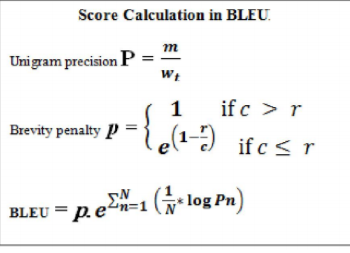 Score Calculation in BLEU.
Unigram precision P = m / w_t
Brevity penalty p = { 1 if c > r
e^(1-r/c) if c ≤ r
BLEU = p. e^Σ_{n=1}^{N} (1/N * log Pn)